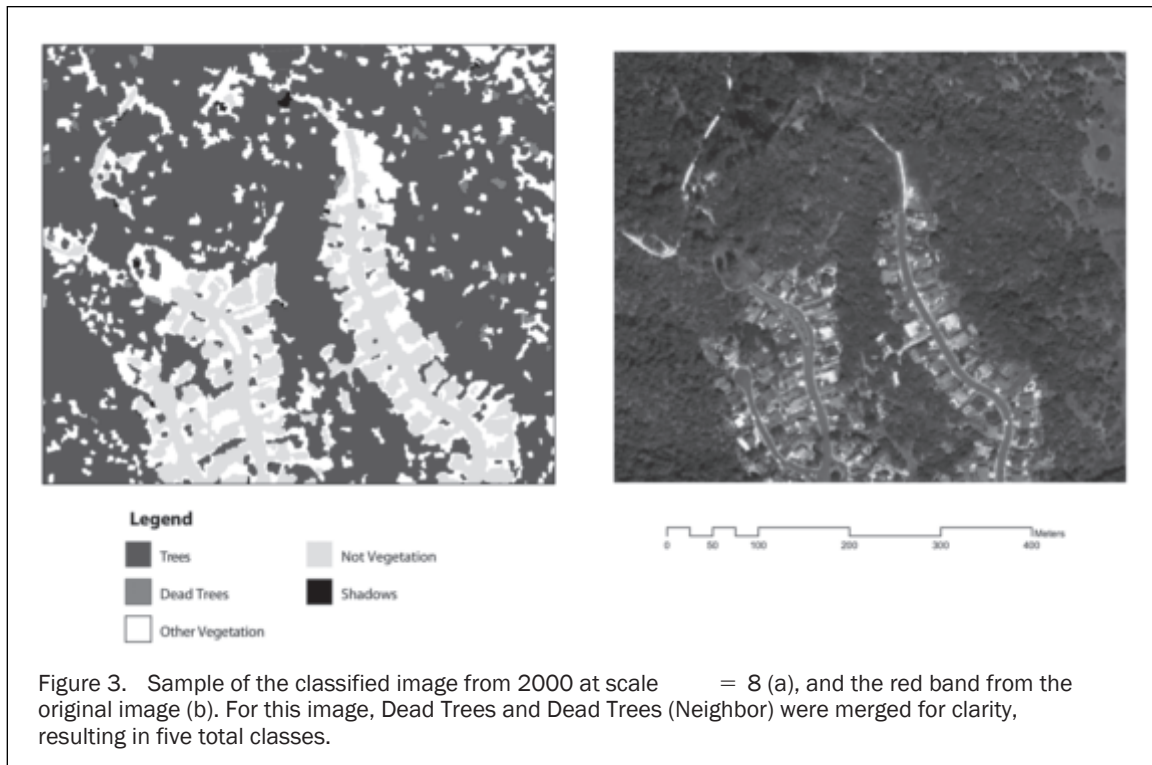 Legend
Trees
Dead Trees
Other Vegetation
Not Vegetation
Shadows
0 50 100 200 300 400 Meters
Figure 3. Sample of the classified image from 2000 at scale = 8 (a), and the red band from the
original image (b). For this image, Dead Trees and Dead Trees (Neighbor) were merged for clarity,
resulting in five total classes.